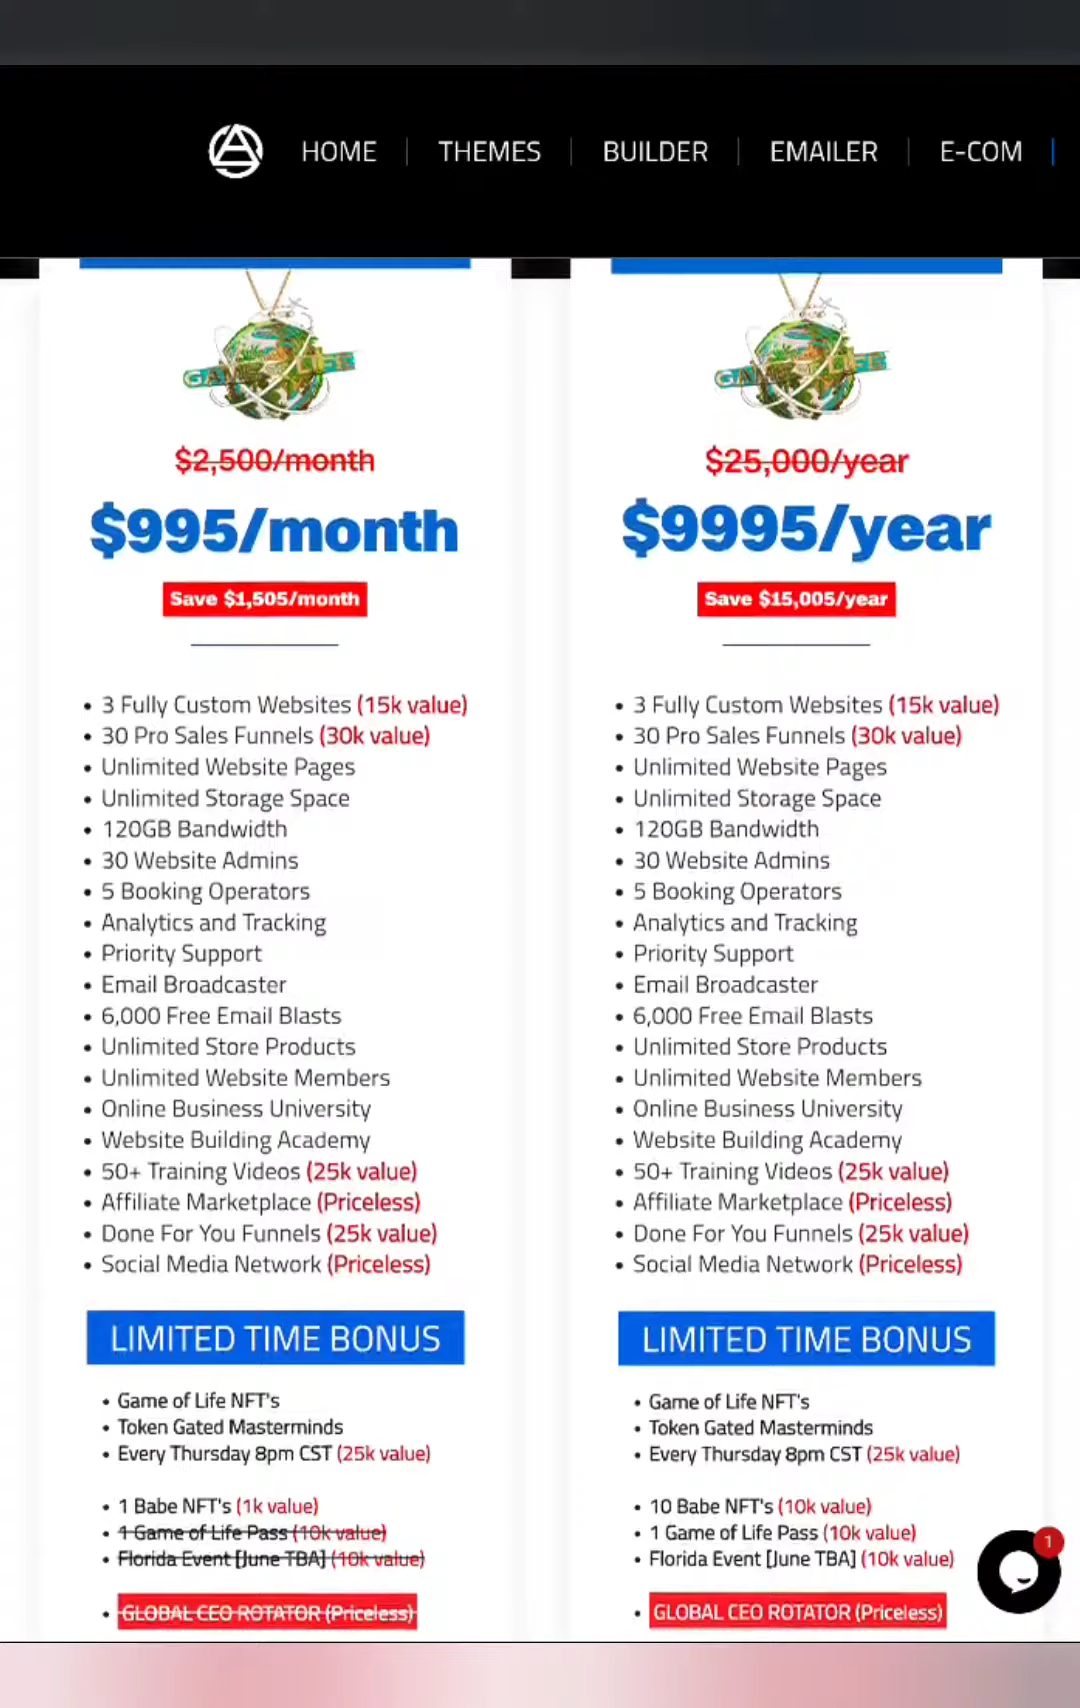 HOME
THEMES
BUILDER
EMAILER
E-COM
GAME OF LIFE
$2,500/month
$995/month
Save $1,505/month
3 Fully Custom Websites (15k value)
30 Pro Sales Funnels (30k value)
Unlimited Website Pages
Unlimited Storage Space
120GB Bandwidth
30 Website Admins
5 Booking Operators
Analytics and Tracking
Priority Support
Email Broadcaster
6,000 Free Email Blasts
Unlimited Store Products
Unlimited Website Members
Online Business University
Website Building Academy
50+ Training Videos (25k value)
Affiliate Marketplace (Priceless)
Done For You Funnels (25k value)
Social Media Network (Priceless)
LIMITED TIME BONUS
Game of Life NFT's
Token Gated Masterminds
Every Thursday 8pm CST (25k value)
1 Babe NFT's (1k value)
1 Game of Life Pass (10k value)
Florida Event [June TBA] (10k value)
GLOBAL CEO ROTATOR (Priceless)
GAME OF LIFE
$25,000/year
$9995/year
Save $15,005/year
3 Fully Custom Websites (15k value)
30 Pro Sales Funnels (30k value)
Unlimited Website Pages
Unlimited Storage Space
120GB Bandwidth
30 Website Admins
5 Booking Operators
Analytics and Tracking
Priority Support
Email Broadcaster
6,000 Free Email Blasts
Unlimited Store Products
Unlimited Website Members
Online Business University
Website Building Academy
50+ Training Videos (25k value)
Affiliate Marketplace (Priceless)
Done For You Funnels (25k value)
Social Media Network (Priceless)
LIMITED TIME BONUS
Game of Life NFT's
Token Gated Masterminds
Every Thursday 8pm CST (25k value)
10 Babe NFT's (10k value)
1 Game of Life Pass (10k value)
Florida Event [June TBA] (10k value)
GLOBAL CEO ROTATOR (Priceless)
1